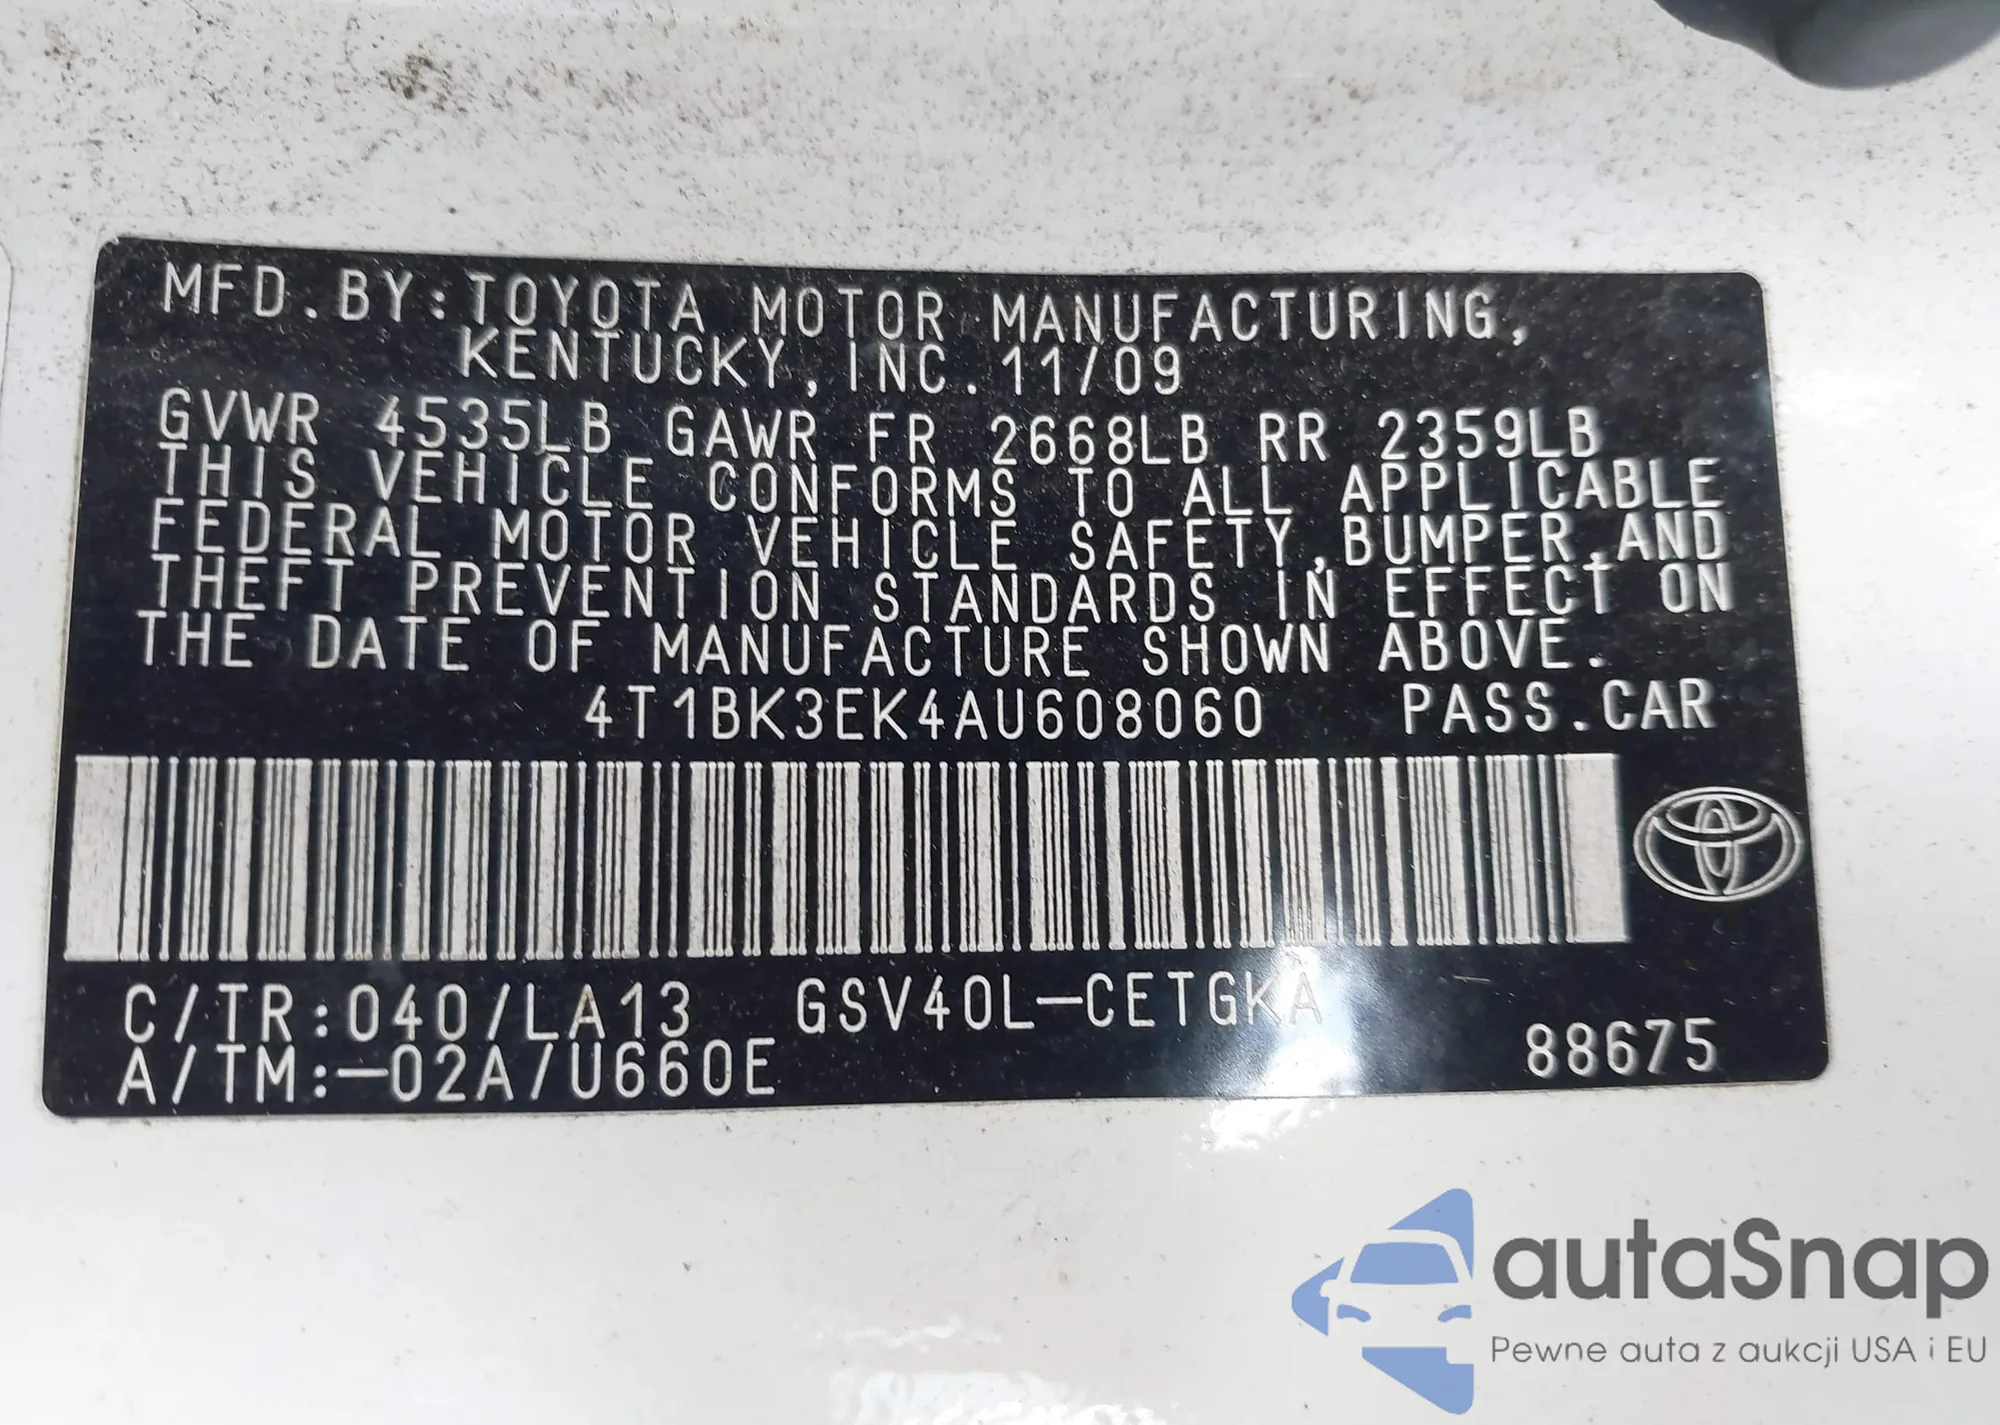 MFD.BY:TOYOTA MOTOR MANUFACTURING,
KENTUCKY, INC. 11/09
GVWR 4535LB GAWR FR 2668LB RR 2359LB
THIS VEHICLE CONFORMS TO ALL APPLICABLE
FEDERAL MOTOR VEHICLE SAFETY,BUMPER,AND
THEFT PREVENTION STANDARDS IN EFFECT ON
THE DATE OF MANUFACTURE SHOWN ABOVE.
4T1BK3EK4AU608060 PASS.CAR
C/TR:040/LA13 GSV40L-CETGKA
A/TM:-02A/U660E 88675
autaSnap
Pewne auta z aukcji USA i EU